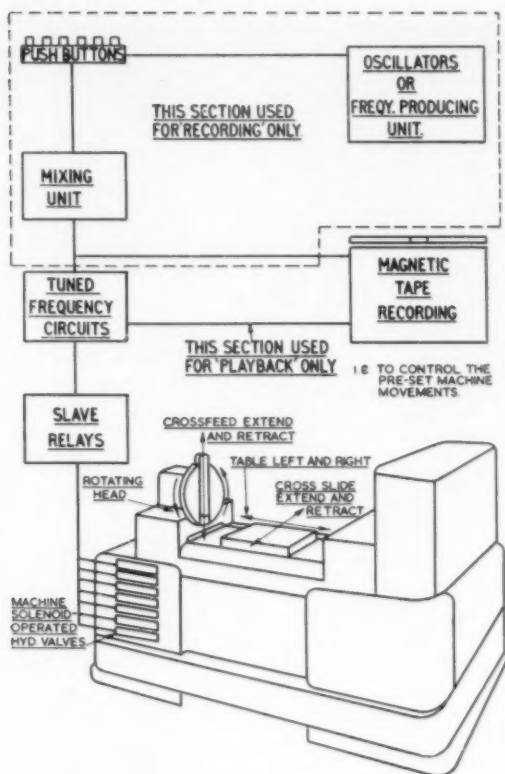 PUSH BUTTONS
OSCILLATORS
OR
FREQY. PRODUCING
UNIT.
THIS SECTION USED
FOR 'RECORDING' ONLY
MIXING
UNIT
MAGNETIC
TAPE
RECORDING
TUNED
FREQUENCY
CIRCUITS
THIS SECTION USED
FOR 'PLAYBACK' ONLY
I.E TO CONTROL THE
PRE-SET MACHINE
MOVEMENTS.
SLAVE
RELAYS
CROSSFEED EXTEND
AND RETRACT
TABLE LEFT AND RIGHT
ROTATING
HEAD
CROSS SLIDE
EXTEND AND
RETRACT
MACHINE
SOLENOID
OPERATED
HYD. VALVES